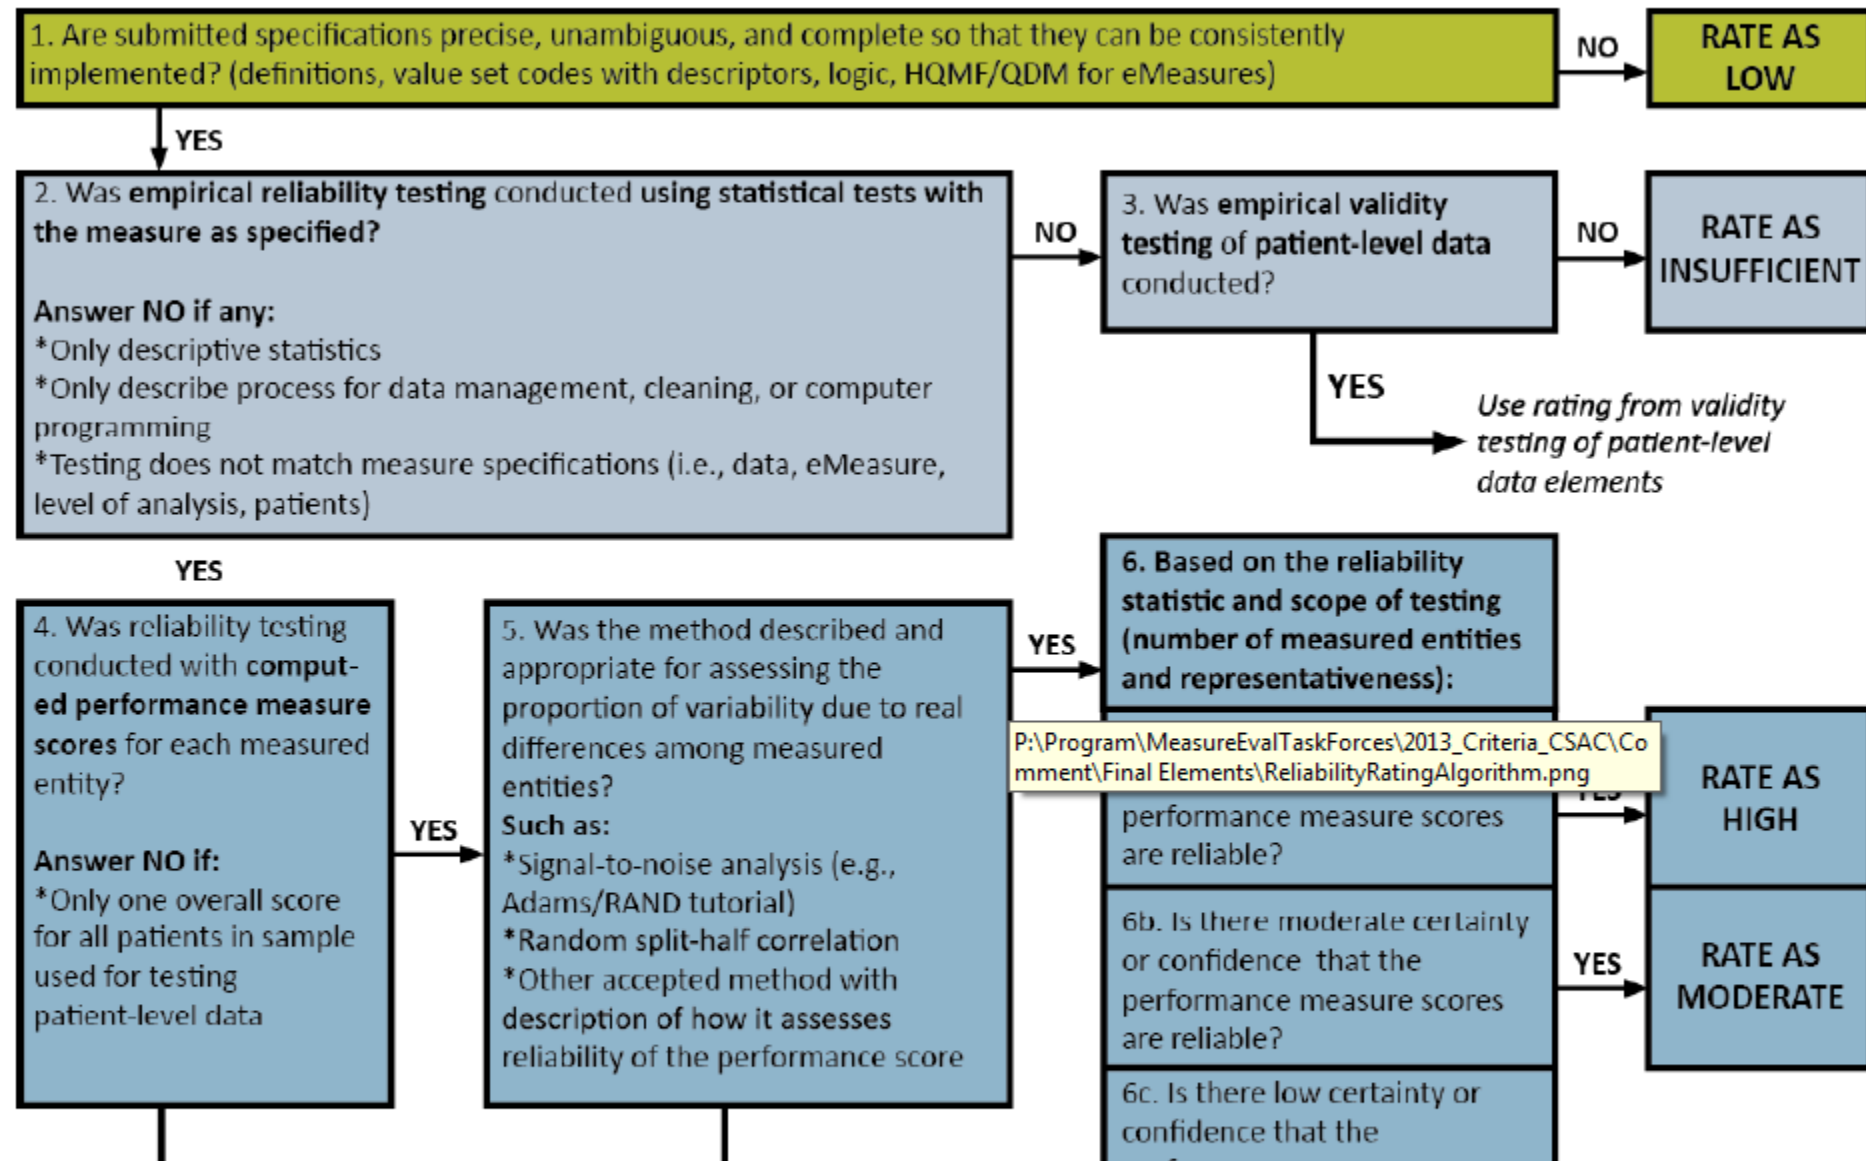 1. Are submitted specifications precise, unambiguous, and complete so that they can be consistently
implemented? (definitions, value set codes with descriptors, logic, HQMF/QDM for eMeasures)
NO
RATE AS
LOW
YES
2. Was empirical reliability testing conducted using statistical tests with
the measure as specified?
Answer NO if any:
*Only descriptive statistics
*Only describe process for data management, cleaning, or computer
programming
*Testing does not match measure specifications (i.e., data, eMeasure,
level of analysis, patients)
NO
3. Was empirical validity
testing of patient-level data
conducted?
NO
RATE AS
INSUFFICIENT
YES
Use rating from validity
testing of patient-level
data elements
YES
4. Was reliability testing
conducted with comput-
ed performance measure
scores for each measured
entity?
Answer NO if:
*Only one overall score
for all patients in sample
used for testing
patient-level data
YES
5. Was the method described and
appropriate for assessing the
proportion of variability due to real
differences among measured
entities?
Such as:
*Signal-to-noise analysis (e.g.,
Adams/RAND tutorial)
*Random split-half correlation
*Other accepted method with
description of how it assesses
reliability of the performance score
YES
6. Based on the reliability
statistic and scope of testing
(number of measured entities
and representativeness):
P:\Program\MeasureEvalTaskForces\2013_Criteria_CSAC\Co
mment\Final Elements\ReliabilityRatingAlgorithm.png
performance measure scores
are reliable?
YES
RATE AS
HIGH
6b. Is there moderate certainty
or confidence that the
performance measure scores
are reliable?
YES
RATE AS
MODERATE
6c. Is there low certainty or
confidence that the